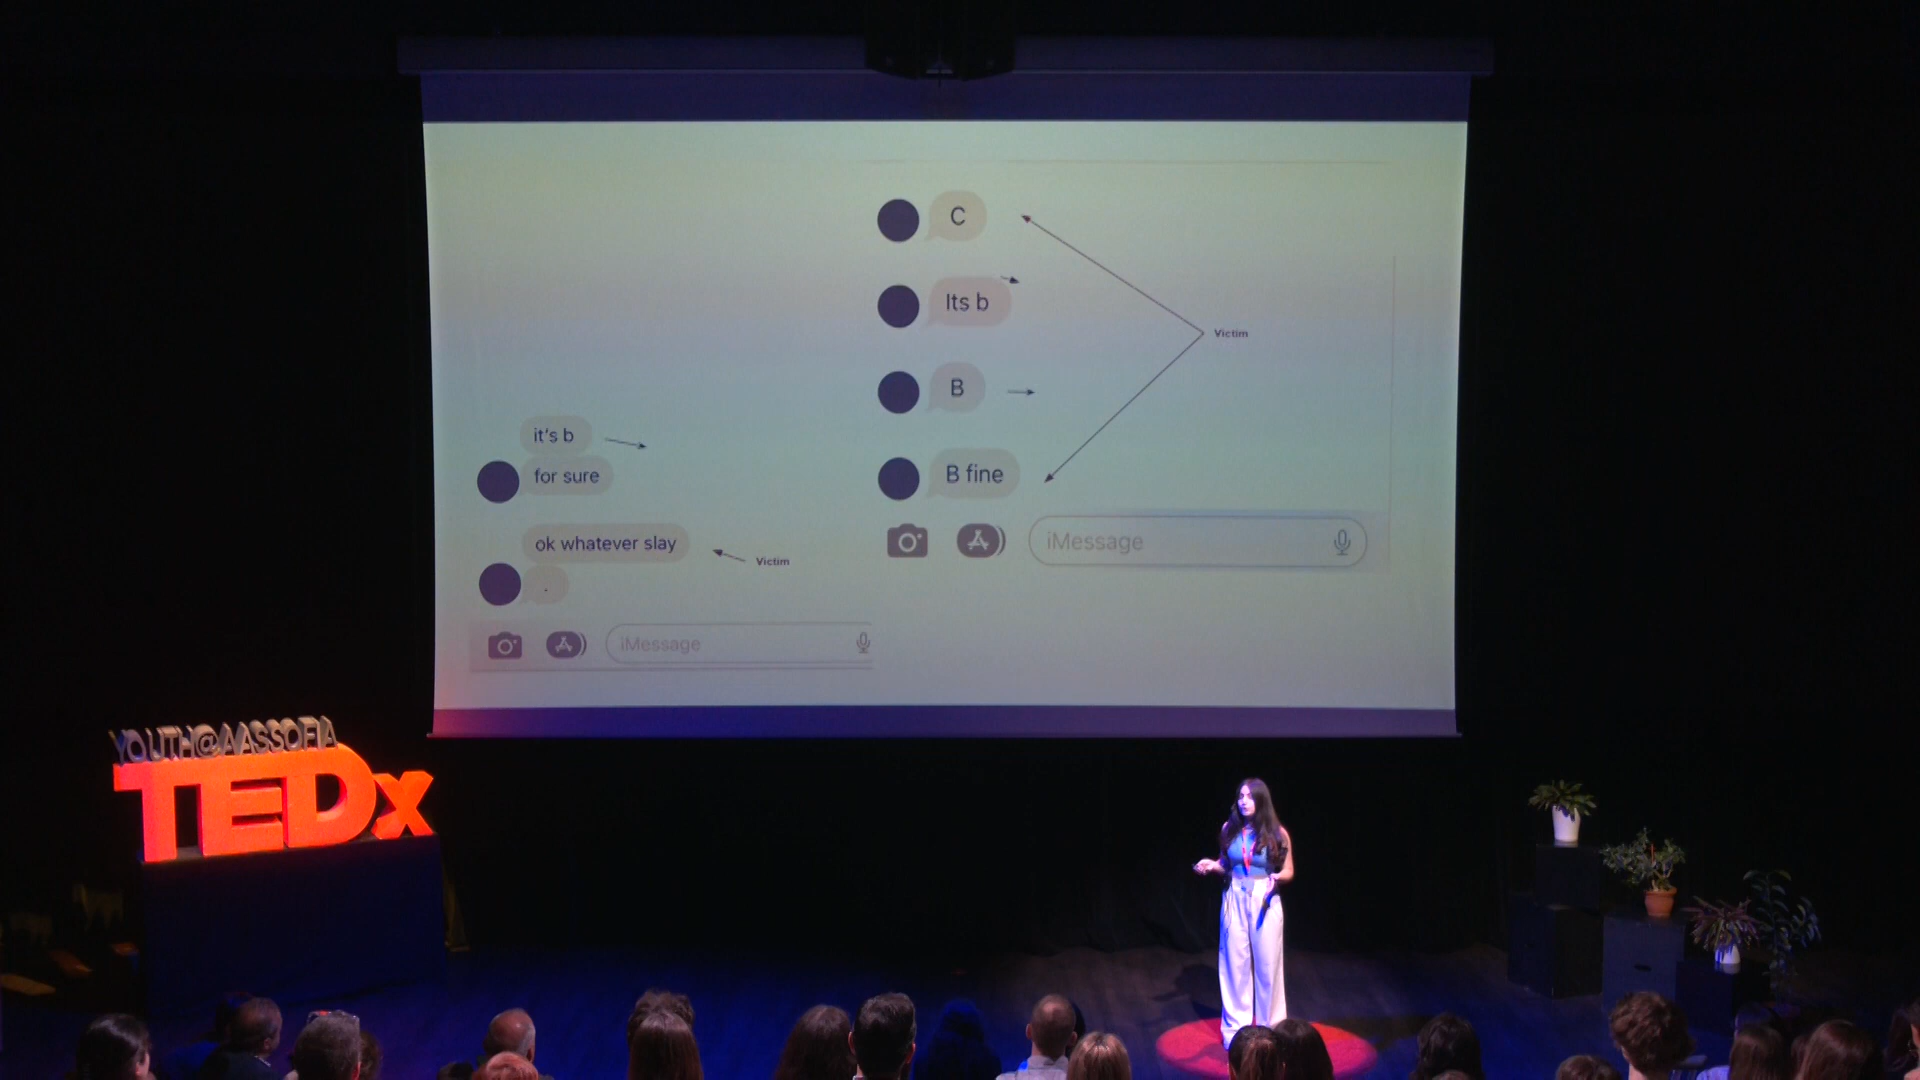 it's b
for sure
ok whatever slay
Victim
.
iMessage
C
Its b
Victim
B
B fine
iMessage
YOUTH@AASSOFIA
TEDx